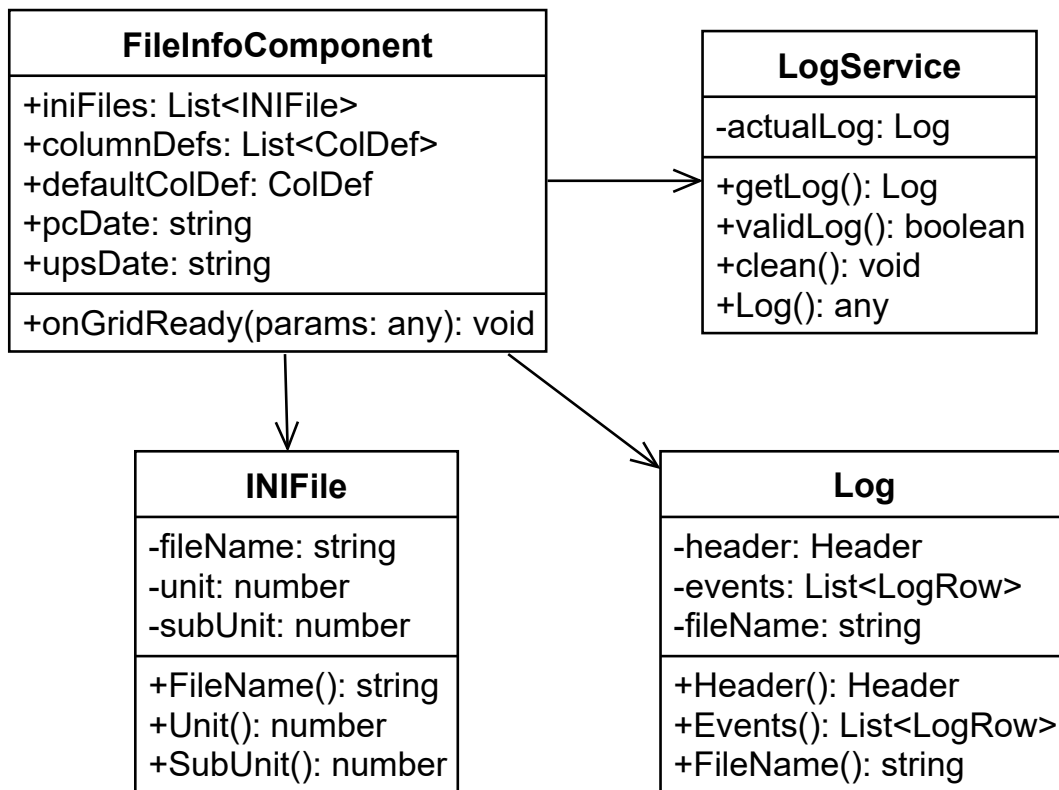 FileInfoComponent
+iniFiles: List<INIFile>
+columnDefs: List<ColDef>
+defaultColDef: ColDef
+pcDate: string
+upsDate: string
+onGridReady(params: any): void
LogService
-actualLog: Log
+getLog(): Log
+validLog(): boolean
+clean(): void
+Log(): any
INIFile
-fileName: string
-unit: number
-subUnit: number
+FileName(): string
+Unit(): number
+SubUnit(): number
Log
-header: Header
-events: List<LogRow>
-fileName: string
+Header(): Header
+Events(): List<LogRow>
+FileName(): string